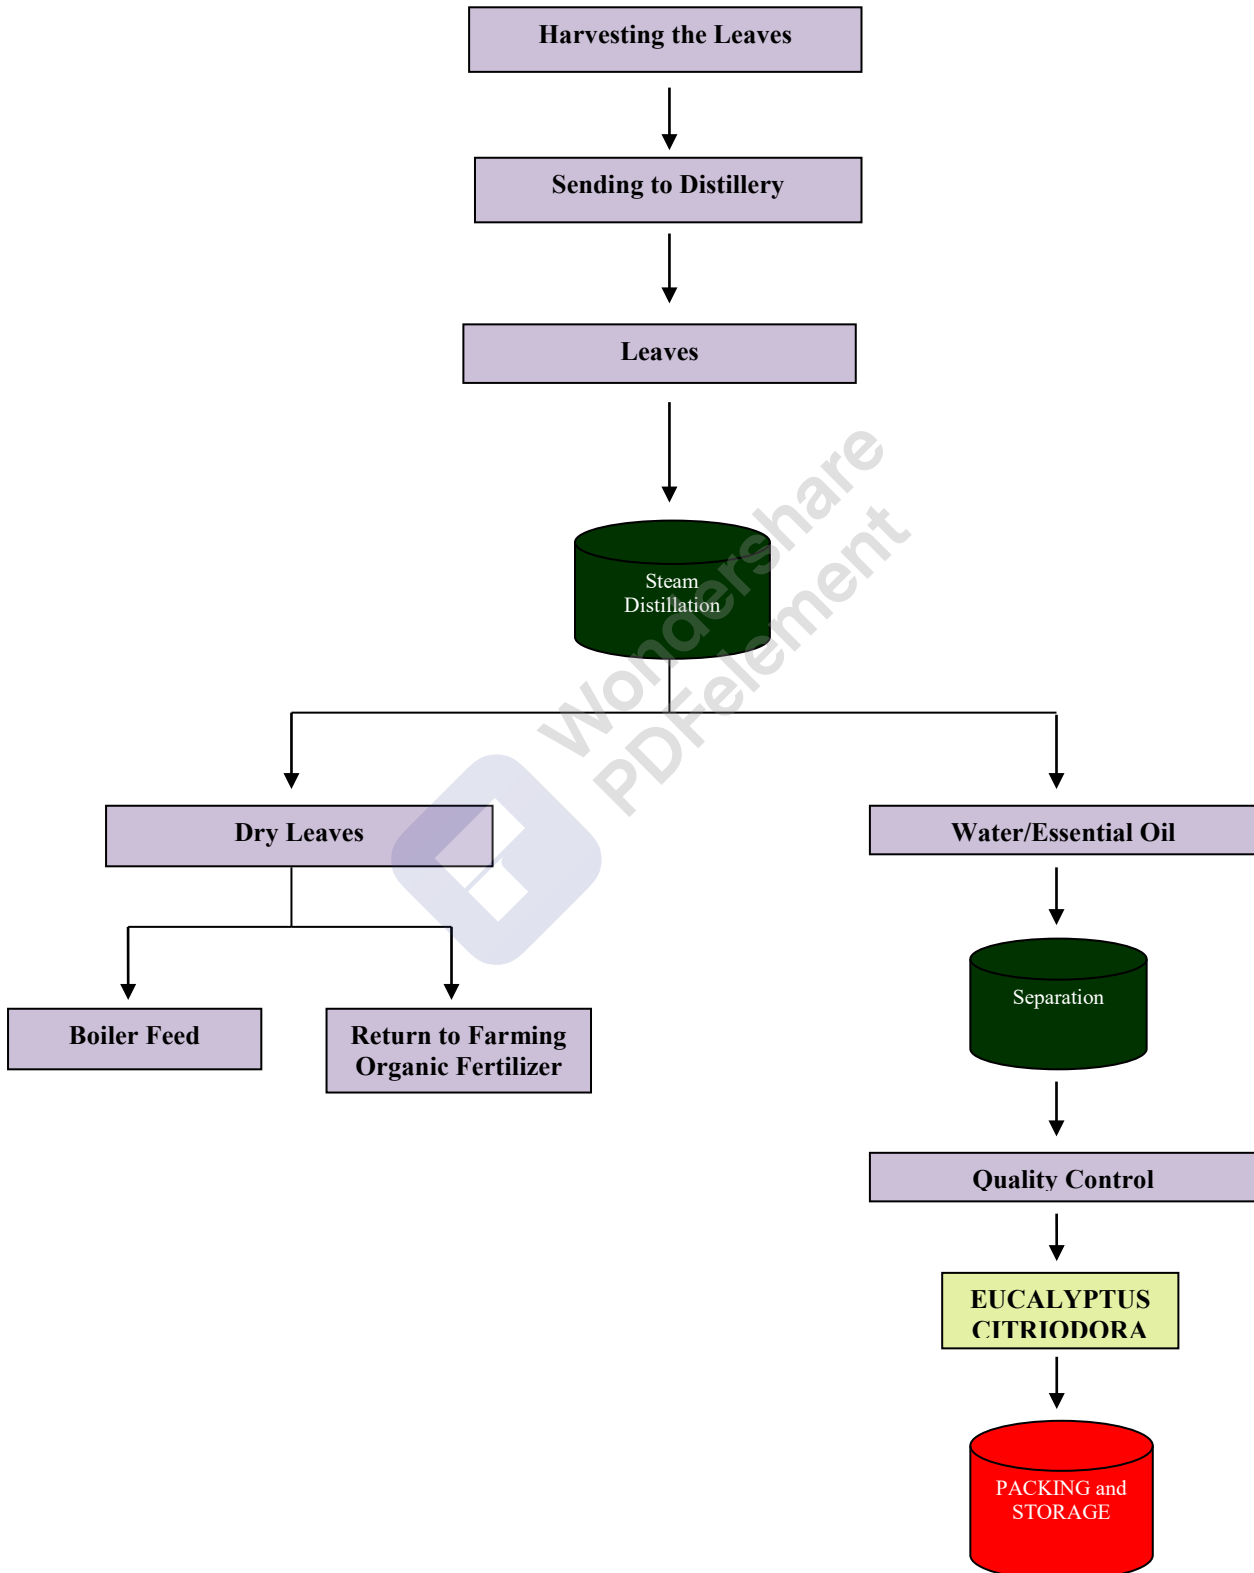 Harvesting the Leaves
Sending to Distillery
Leaves
Steam
Distillation
Wondershare
PDFelement
Dry Leaves
Water/Essential Oil
Boiler Feed
Return to Farming
Organic Fertilizer
Separation
Quality Control
EUCALYPTUS
CITRIODORA
PACKING and
STORAGE